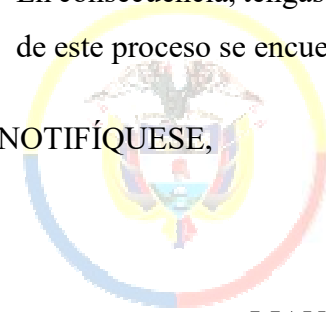 En consecuencia, téngas
de este proceso se encue
NOTIFÍQUESE,